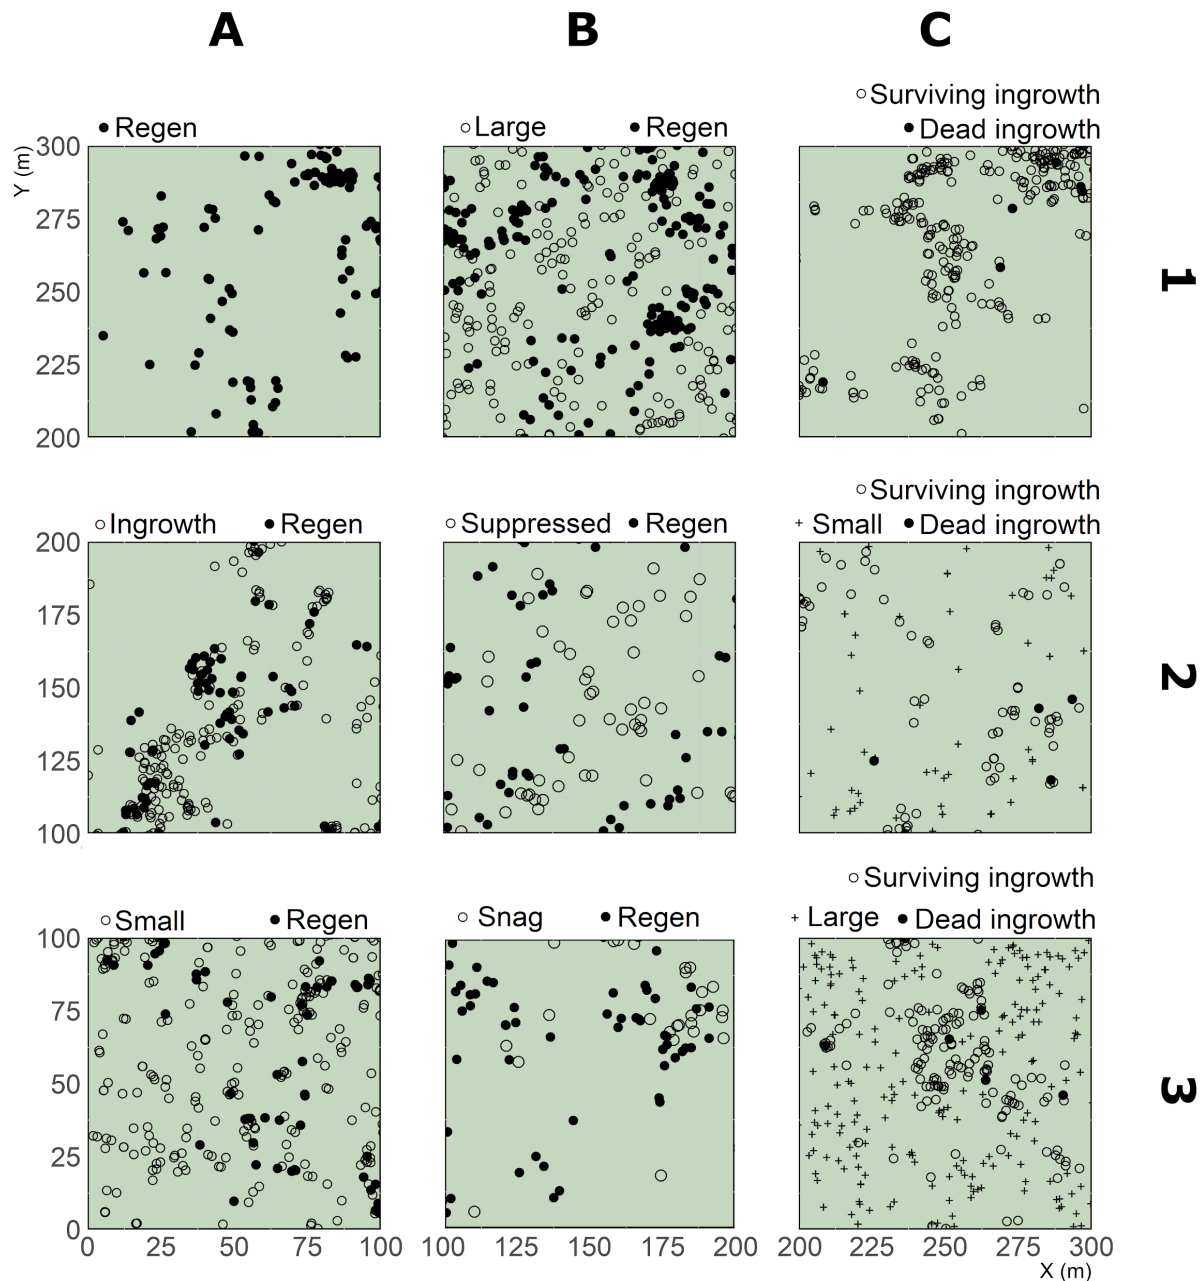 A B C
Surviving ingrowth
Regen Large Regen Dead ingrowth
Y (m)
300
275
250
225
200
1
Surviving ingrowth
Ingrowth Regen Suppressed Regen Small Dead ingrowth
200
175
150
125
100
2
Surviving ingrowth
Small Regen Snag Regen Large Dead ingrowth
100
75
50
25
0
3
0 25 50 75 100 100 125 150 175 200 200 225 250 275 300
X (m)